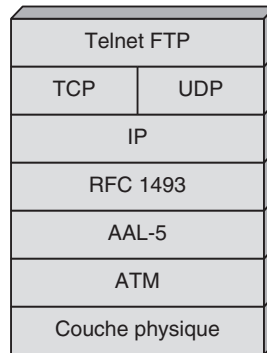 Telnet FTP
TCP UDP
IP
RFC 1493
AAL-5
ATM
Couche physique